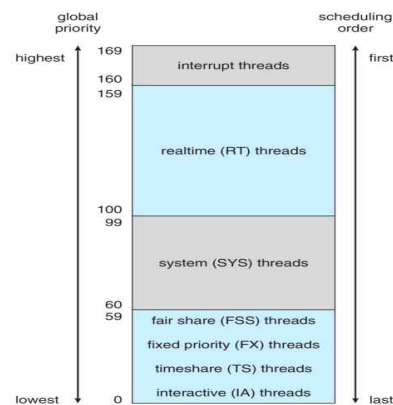 global
priority
scheduling
order
highest
169
first
interrupt threads
160
159
realtime (RT) threads
100
99
system (SYS) threads
60
59
fair share (FSS) threads
fixed priority (FX) threads
timeshare (TS) threads
lowest
0
interactive (IA) threads
last